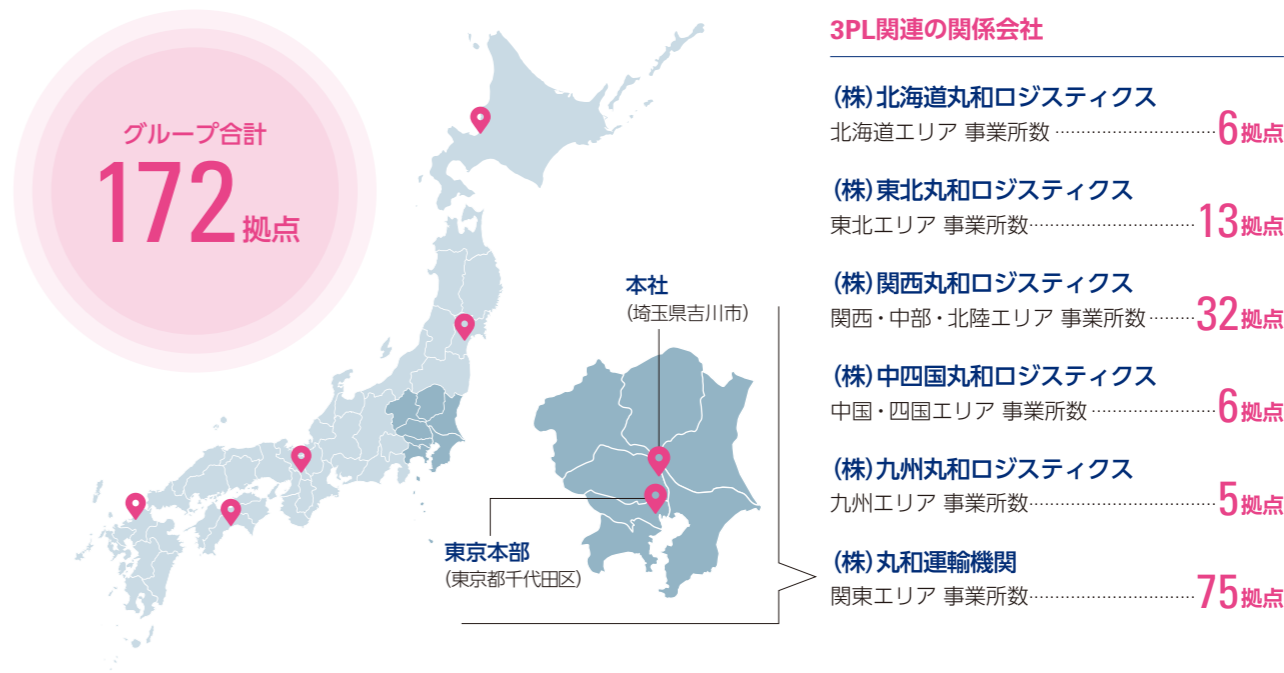 グループ合計
172拠点
本社
(埼玉県吉川市)
東京本部
(東京都千代田区)
3PL関連の関係会社
(株)北海道丸和ロジスティクス
北海道エリア 事業所数 6拠点
(株)東北丸和ロジスティクス
東北エリア 事業所数 13拠点
(株)関西丸和ロジスティクス
関西・中部・北陸エリア 事業所数 32拠点
(株)中四国丸和ロジスティクス
中国・四国エリア 事業所数 6拠点
(株)九州丸和ロジスティクス
九州エリア 事業所数 5拠点
(株)丸和運輸機関
関東エリア 事業所数 75拠点